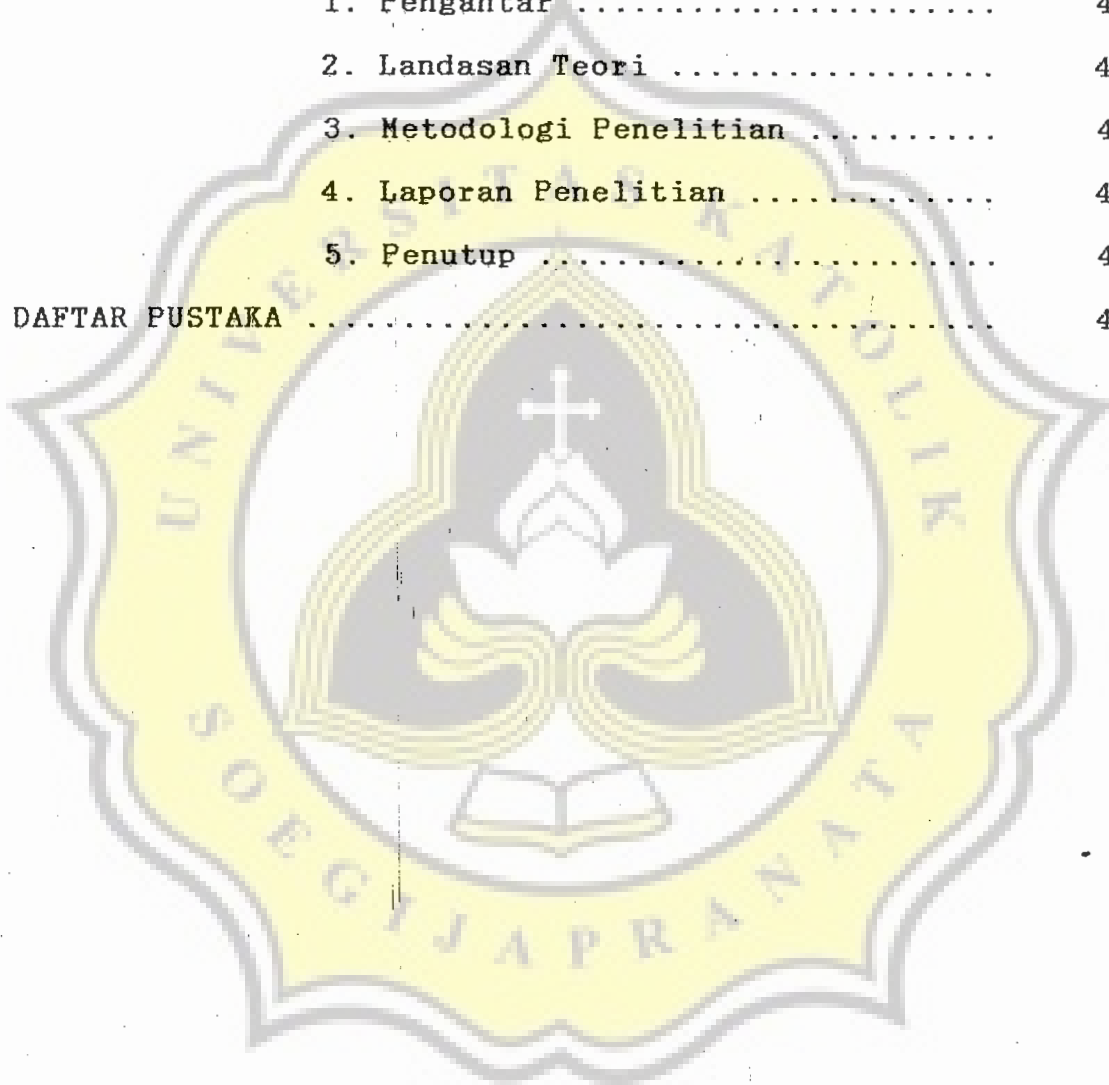 1. Pengantar ...................... 4
2. Landasan Teori ................. 4
3. Metodologi Penelitian .......... 4
4. Laporan Penelitian ............. 4
5. Penutup ........................ 4
DAFTAR PUSTAKA .................................... 4
UNIVERSITAS KATOLIK
SOEGIJAPRANATA